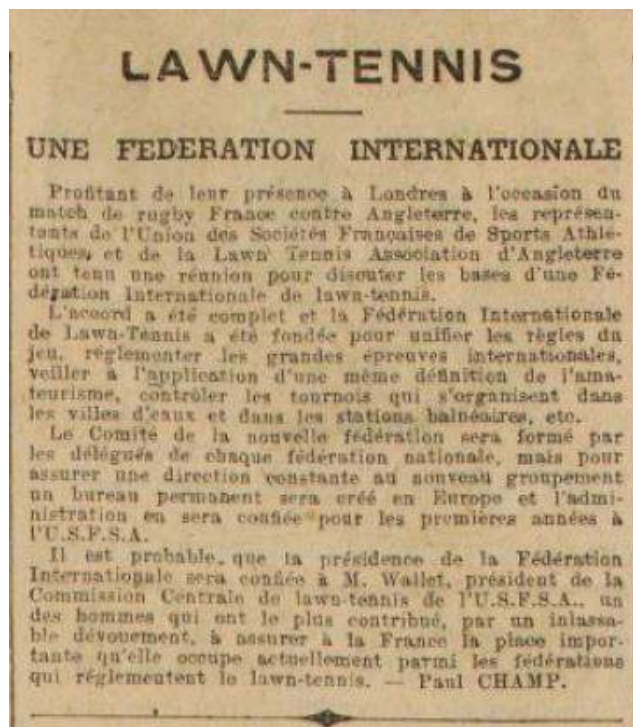 LAWN-TENNIS
UNE FEDERATION INTERNATIONALE
Profitant de leur présence à Londres à l'occasion du
match de rugby France contre Angleterre, les représen-
tants de l'Union des Sociétés Françaises de Sports Athlé-
tiques, et de la Lawn Tennis Association d'Angleterre
ont tenu une réunion pour discuter les bases d'une Fé-
dération Internationale de lawn-tennis.
L'accord a été complet et la Fédération Internationale
de Lawn-Tennis a été fondée pour unifier les règles du
jeu, réglementer les grandes épreuves internationales,
veiller à l'application d'une même définition de l'ama-
teurisme, contrôler les tournois qui s'organisent dans
les villes d'eaux et dans les stations balnéaires, etc.
Le Comité de la nouvelle fédération sera formé par
les délégués de chaque fédération nationale, mais pour
assurer une direction constante au nouveau groupement
un bureau permanent sera créé en Europe et l'admi-
nistration en sera confiée pour les premières années à
l'U.S.F.S.A.
Il est probable que la présidence de la Fédération
Internationale sera confiée à M. Wallet, président de la
Commission Centrale de lawn-tennis de l'U.S.F.S.A., un
des hommes qui ont le plus contribué, par un inlassa-
ble dévouement, à assurer à la France la place impor-
tante qu'elle occupe actuellement parmi les fédérations
qui réglementent le lawn-tennis. — Paul CHAMP.